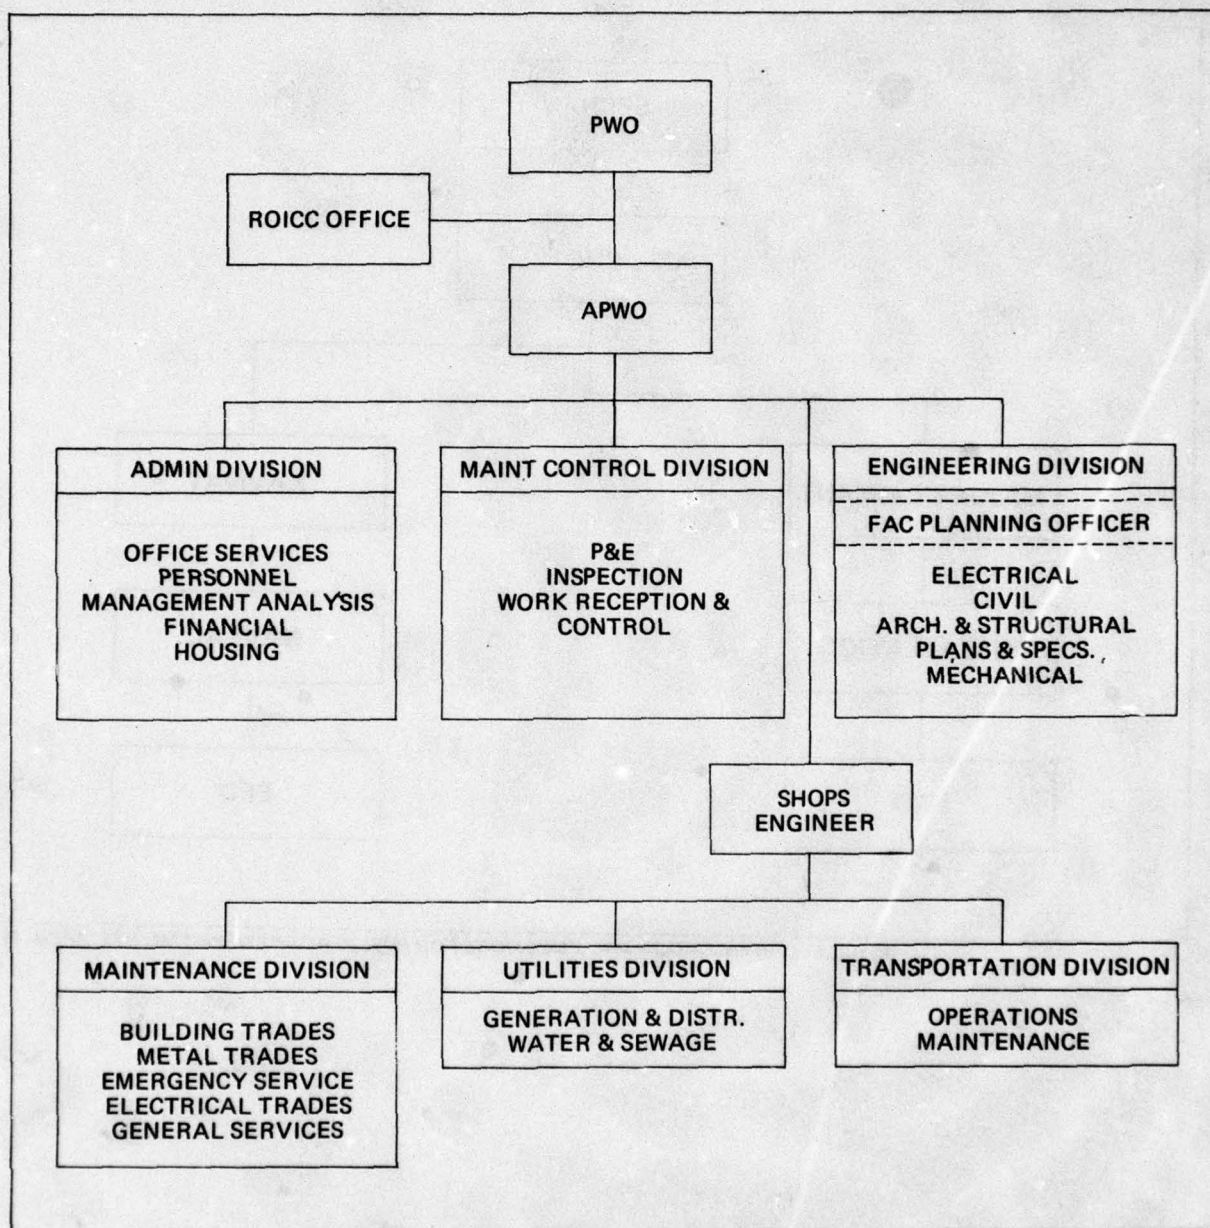 PWO
ROICC OFFICE
APWO
ADMIN DIVISION
OFFICE SERVICES
PERSONNEL
MANAGEMENT ANALYSIS
FINANCIAL
HOUSING
MAINT CONTROL DIVISION
P&E
INSPECTION
WORK RECEPTION &
CONTROL
ENGINEERING DIVISION
FAC PLANNING OFFICER
ELECTRICAL
CIVIL
ARCH. & STRUCTURAL
PLANS & SPECS.
MECHANICAL
SHOPS
ENGINEER
MAINTENANCE DIVISION
BUILDING TRADES
METAL TRADES
EMERGENCY SERVICE
ELECTRICAL TRADES
GENERAL SERVICES
UTILITIES DIVISION
GENERATION & DISTR.
WATER & SEWAGE
TRANSPORTATION DIVISION
OPERATIONS
MAINTENANCE